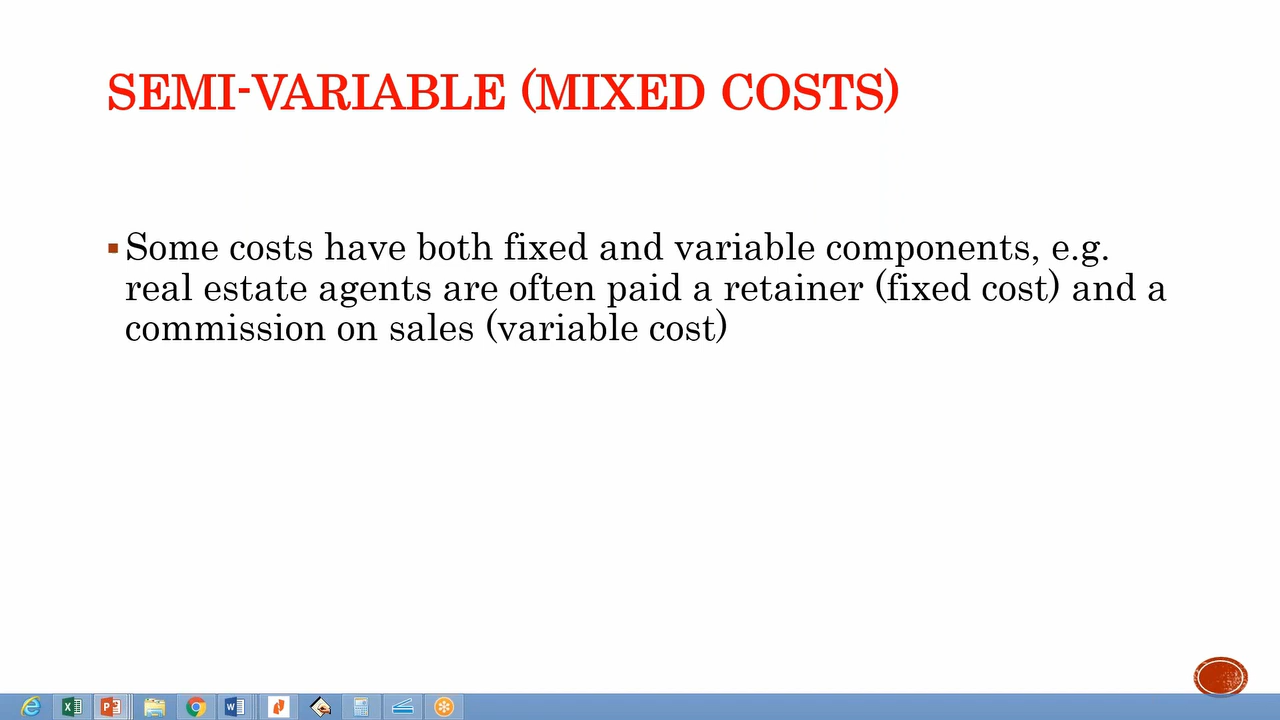 SEMI-VARIABLE (MIXED COSTS)
Some costs have both fixed and variable components, e.g.
real estate agents are often paid a retainer (fixed cost) and a
commission on sales (variable cost)